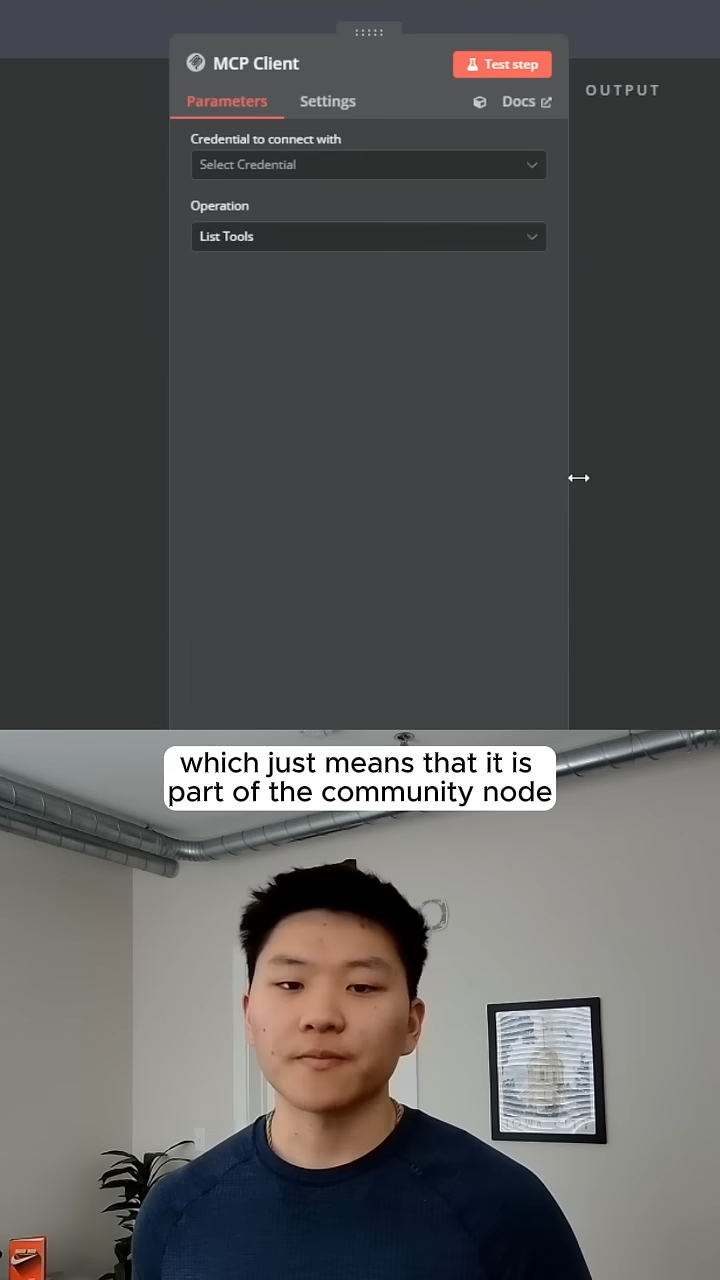 MCP Client
Test step
OUTPUT
Parameters
Settings
Docs
Credential to connect with
Select Credential
Operation
List Tools
which just means that it is
part of the community node